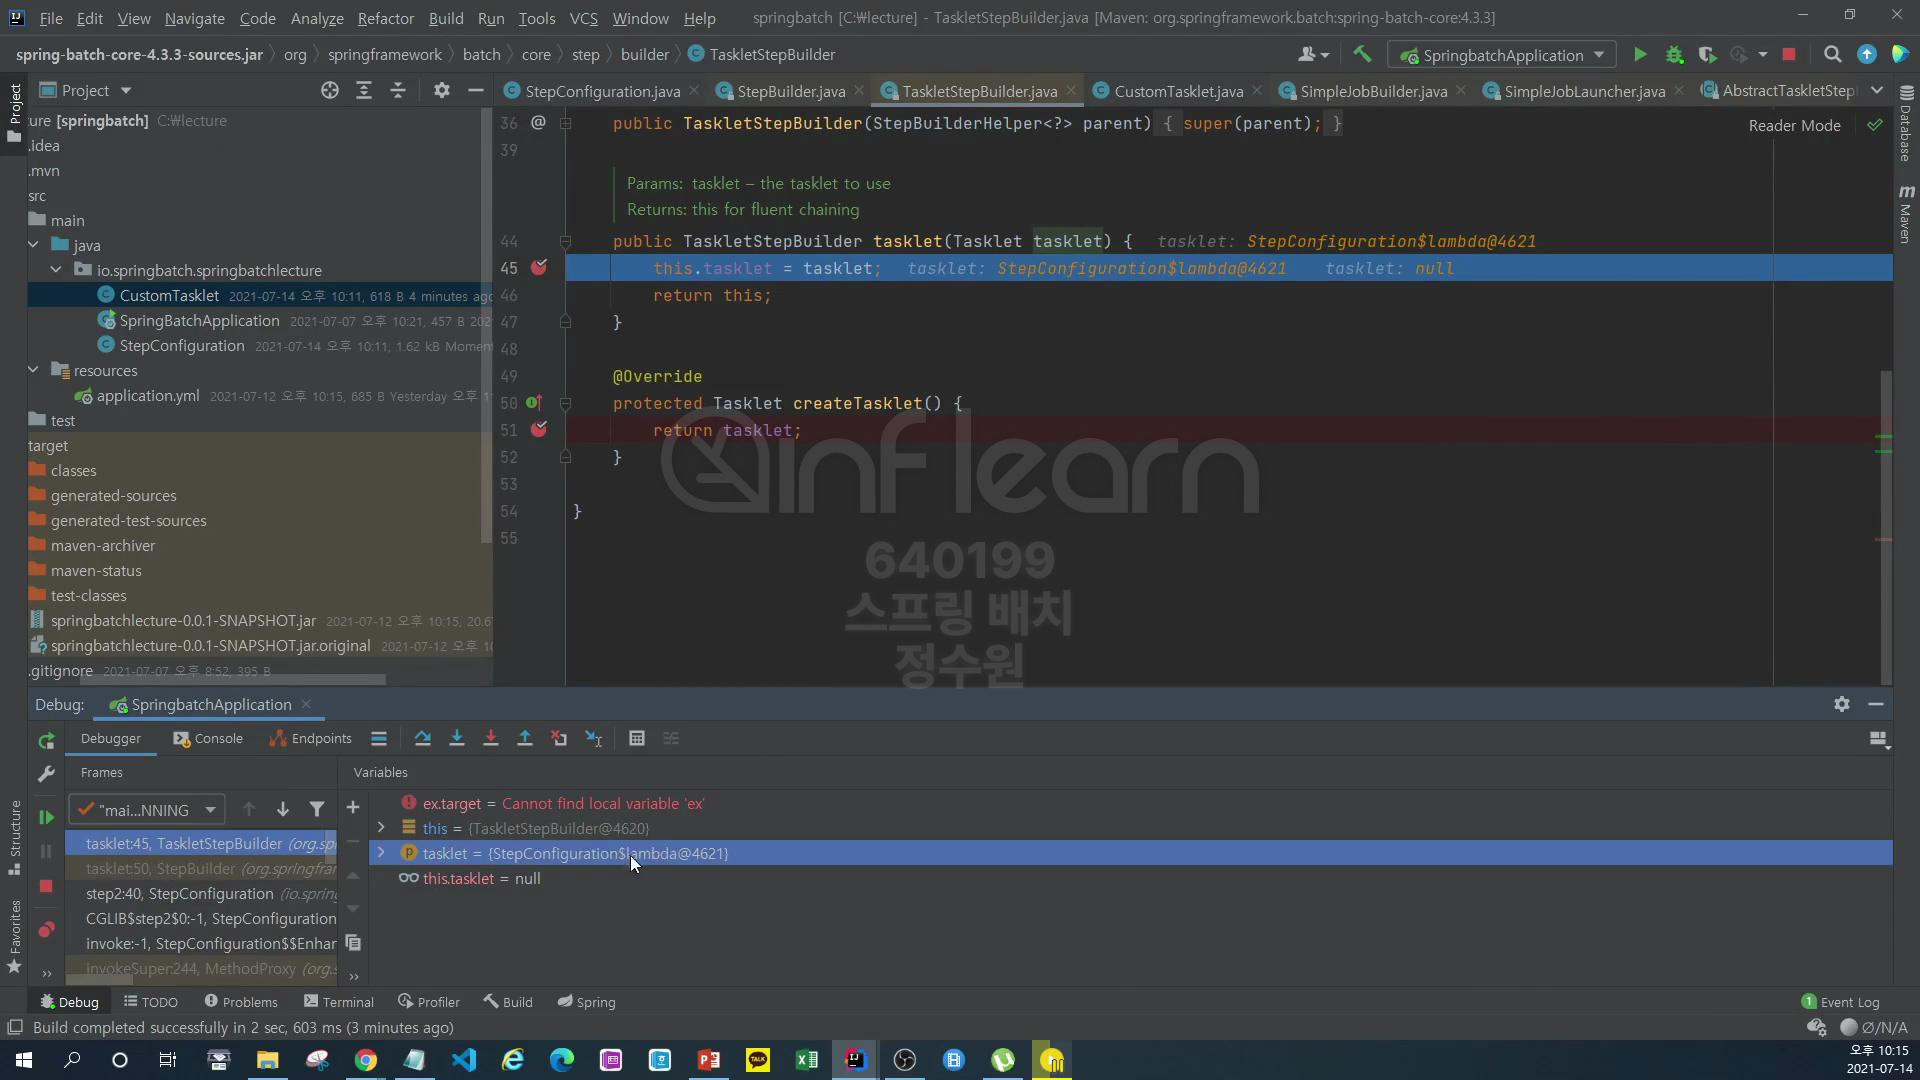 File Edit View Navigate Code Analyze Refactor Build Run Tools VCS Window Help springbatch [C:\lecture] - TaskletStepBuilder.java [Maven: org.springframework.batch:spring-batch-core:4.3.3]
spring-batch-core-4.3.3-sources.jar org springframework batch core step builder TaskletStepBuilder SpringbatchApplication
Project StepConfiguration.java StepBuilder.java TaskletStepBuilder.java CustomTasklet.java SimpleJobBuilder.java SimpleJobLauncher.java AbstractTaskletStep
ture [springbatch] C:\lecture
.idea
.mvn
src
main
java
io.springbatch.springbatchlecture
CustomTasklet 2021-07-14 오후 10:11, 618 B 4 minutes ago
SpringBatchApplication 2021-07-07 오후 10:21, 457 B 202
StepConfiguration 2021-07-14 오후 10:11, 1.62 kB Momen
resources
application.yml 2021-07-12 오후 10:15, 685 B Yesterday 오후 1
test
target
classes
generated-sources
generated-test-sources
maven-archiver
maven-status
test-classes
springbatchlecture-0.0.1-SNAPSHOT.jar 2021-07-12 오후 10:15, 20.6
springbatchlecture-0.0.1-SNAPSHOT.jar.original 2021-07-12 오후 1
.gitignore 2021-07-07 오후 8:52, 395 B
Reader Mode
36 @ public TaskletStepBuilder(StepBuilderHelper<?> parent) { super(parent); }
39
Params: tasklet – the tasklet to use
Returns: this for fluent chaining
44 public TaskletStepBuilder tasklet(Tasklet tasklet) { tasklet: StepConfiguration$lambda@4621
45 this.tasklet = tasklet; tasklet: StepConfiguration$lambda@4621 tasklet: null
46 return this;
47 }
48
49 @Override
50 protected Tasklet createTasklet() {
51 return tasklet;
52 }
53
54 }
55
inflearn
640199
스프링 배치
정수원
Project
Structure
Favorites
Database
Maven
Debug: SpringbatchApplication
Debugger Console Endpoints
Frames Variables
"mai...NNING
tasklet:45, TaskletStepBuilder (org.spr
tasklet:50, StepBuilder (org.springfram
step2:40, StepConfiguration (io.spring
CGLIB$step2$0:-1, StepConfiguration
invoke:-1, StepConfiguration$$Enhar
invokeSuper:244, MethodProxy (org.s
ex.target = Cannot find local variable 'ex'
this = {TaskletStepBuilder@4620}
tasklet = {StepConfiguration$lambda@4621}
this.tasklet = null
Debug TODO Problems Terminal Profiler Build Spring 1 Event Log
Build completed successfully in 2 sec, 603 ms (3 minutes ago) Ø/N/A
오후 10:15
2021-07-14